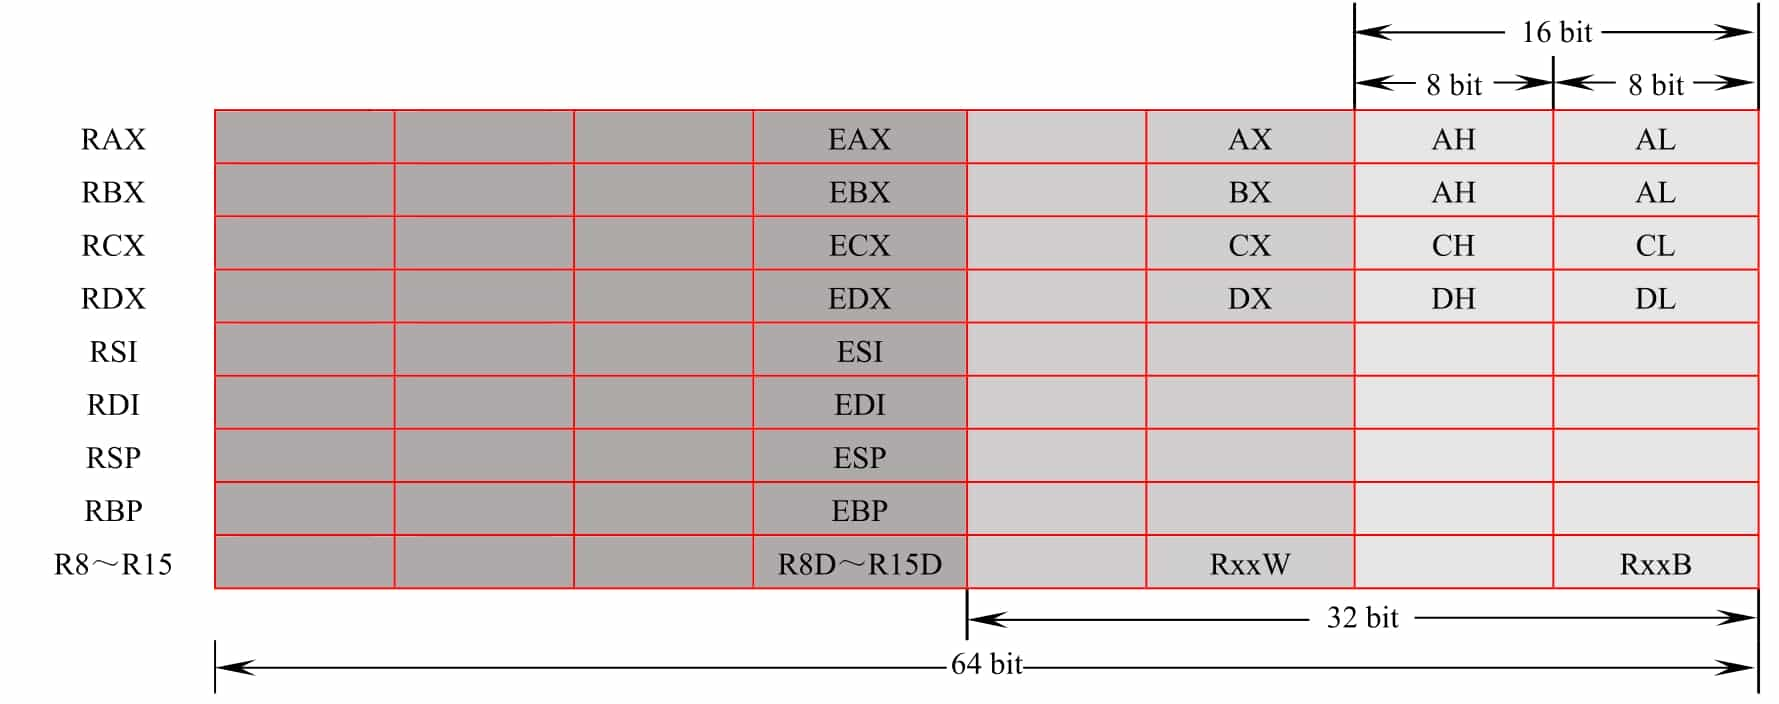 16 bit
8 bit 8 bit
RAX EAX AX AH AL
RBX EBX BX AH AL
RCX ECX CX CH CL
RDX EDX DX DH DL
RSI ESI
RDI EDI
RSP ESP
RBP EBP
R8～R15 R8D～R15D RxxW RxxB
32 bit
64 bit